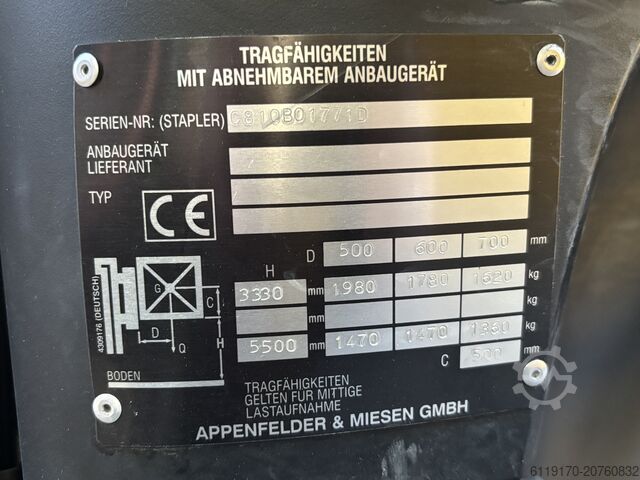 TRAGFÄHIGKEITEN
MIT ABNEHMBAREM ANBAUGERÄT
SERIEN-NR: (STAPLER) C810B01771D
ANBAUGERÄT
LIEFERANT
TYP
CE
D 500 600 700 mm
H
3330 mm 1980 1780 1620 kg
mm kg
5500 mm 1470 1470 1360 kg
C 500 mm
4309176 (DEUTSCH)
G
C
D
Q
H
BODEN
TRAGFÄHIGKEITEN
GELTEN FÜR MITTIGE
LASTAUFNAHME
APPENFELDER & MIESEN GMBH
6119170-20760832